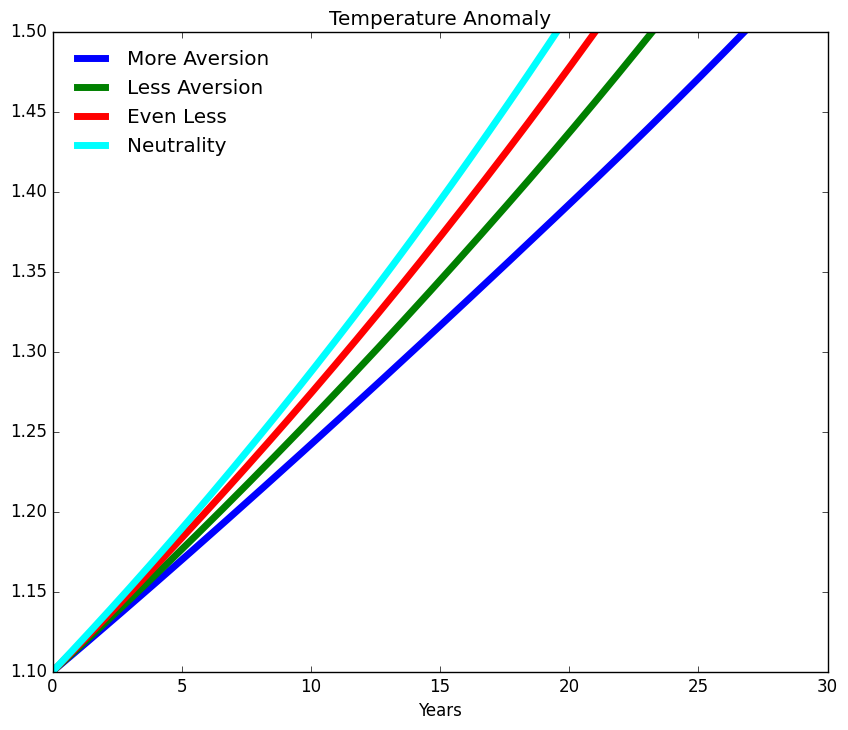 Temperature Anomaly
1.50
1.45
1.40
1.35
1.30
1.25
1.20
1.15
1.10
More Aversion
Less Aversion
Even Less
Neutrality
0 5 10 15 20 25 30
Years